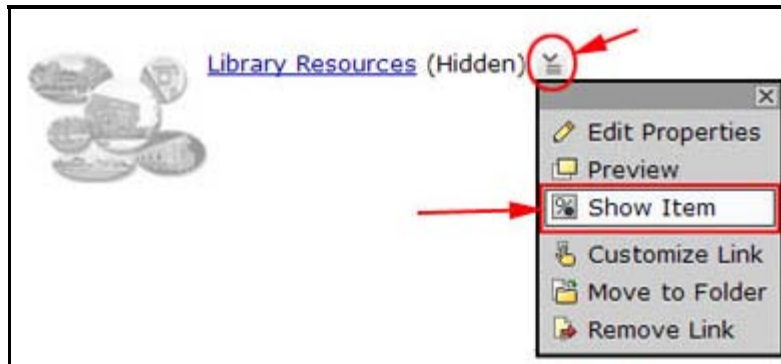 Library Resources (Hidden)
Edit Properties
Preview
Show Item
Customize Link
Move to Folder
Remove Link